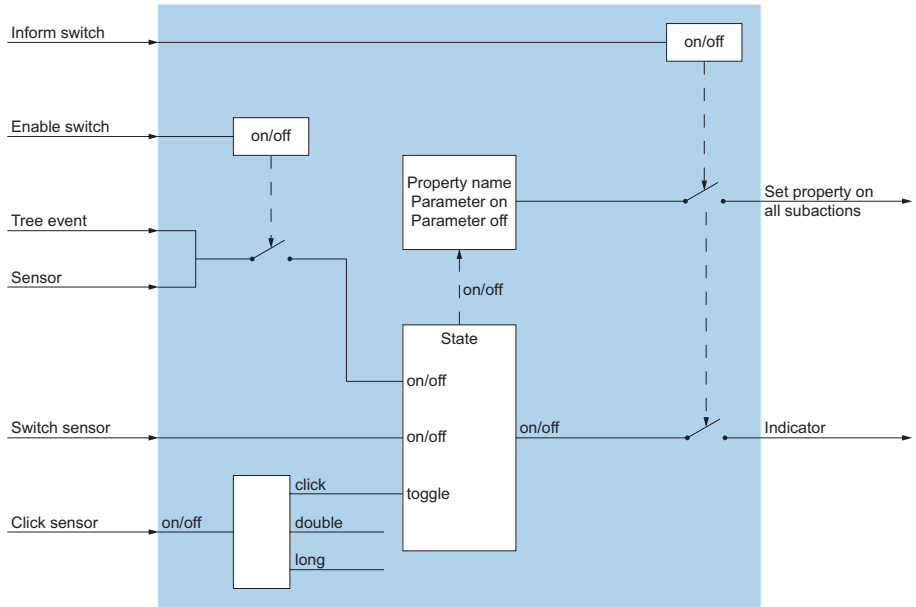 Inform switch
on/off
Enable switch
on/off
Property name
Parameter on
Parameter off
Set property on
all subactions
Tree event
Sensor
on/off
State
on/off
Switch sensor
on/off
on/off
Indicator
click
toggle
Click sensor
on/off
double
long